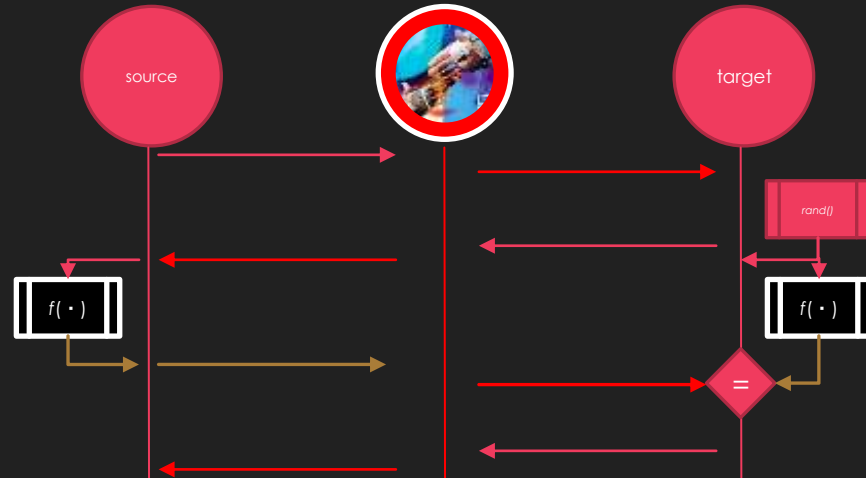 source
target
rand()
f( · )
f( · )
=